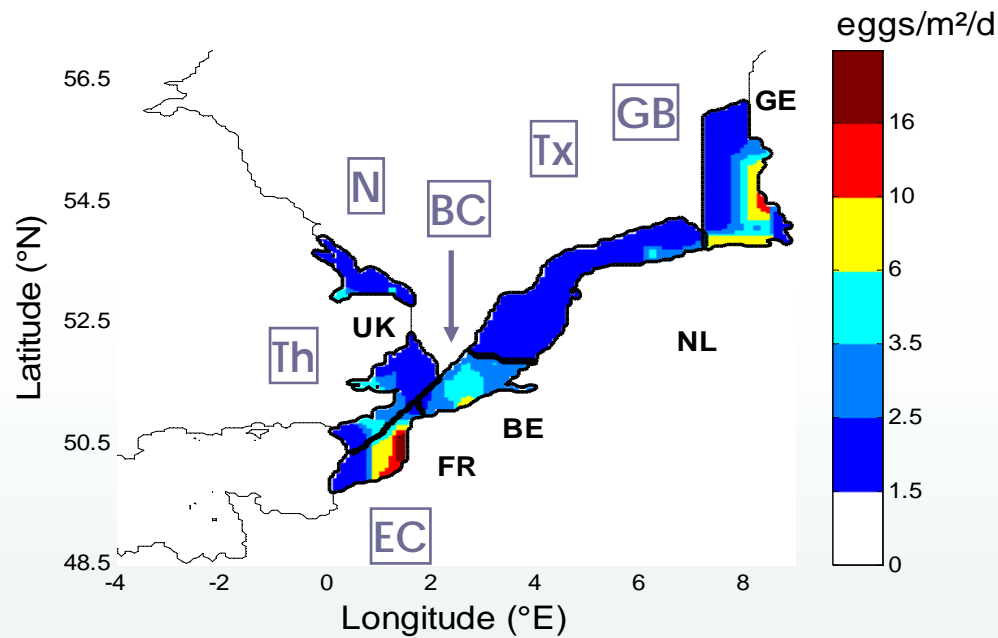 eggs/m²/d
56.5
54.5
52.5
50.5
48.5
Latitude (°N)
-4
-2
0
2
4
6
8
Longitude (°E)
N
BC
Tx
GB
GE
UK
Th
NL
BE
FR
EC
16
10
6
3.5
2.5
1.5
0